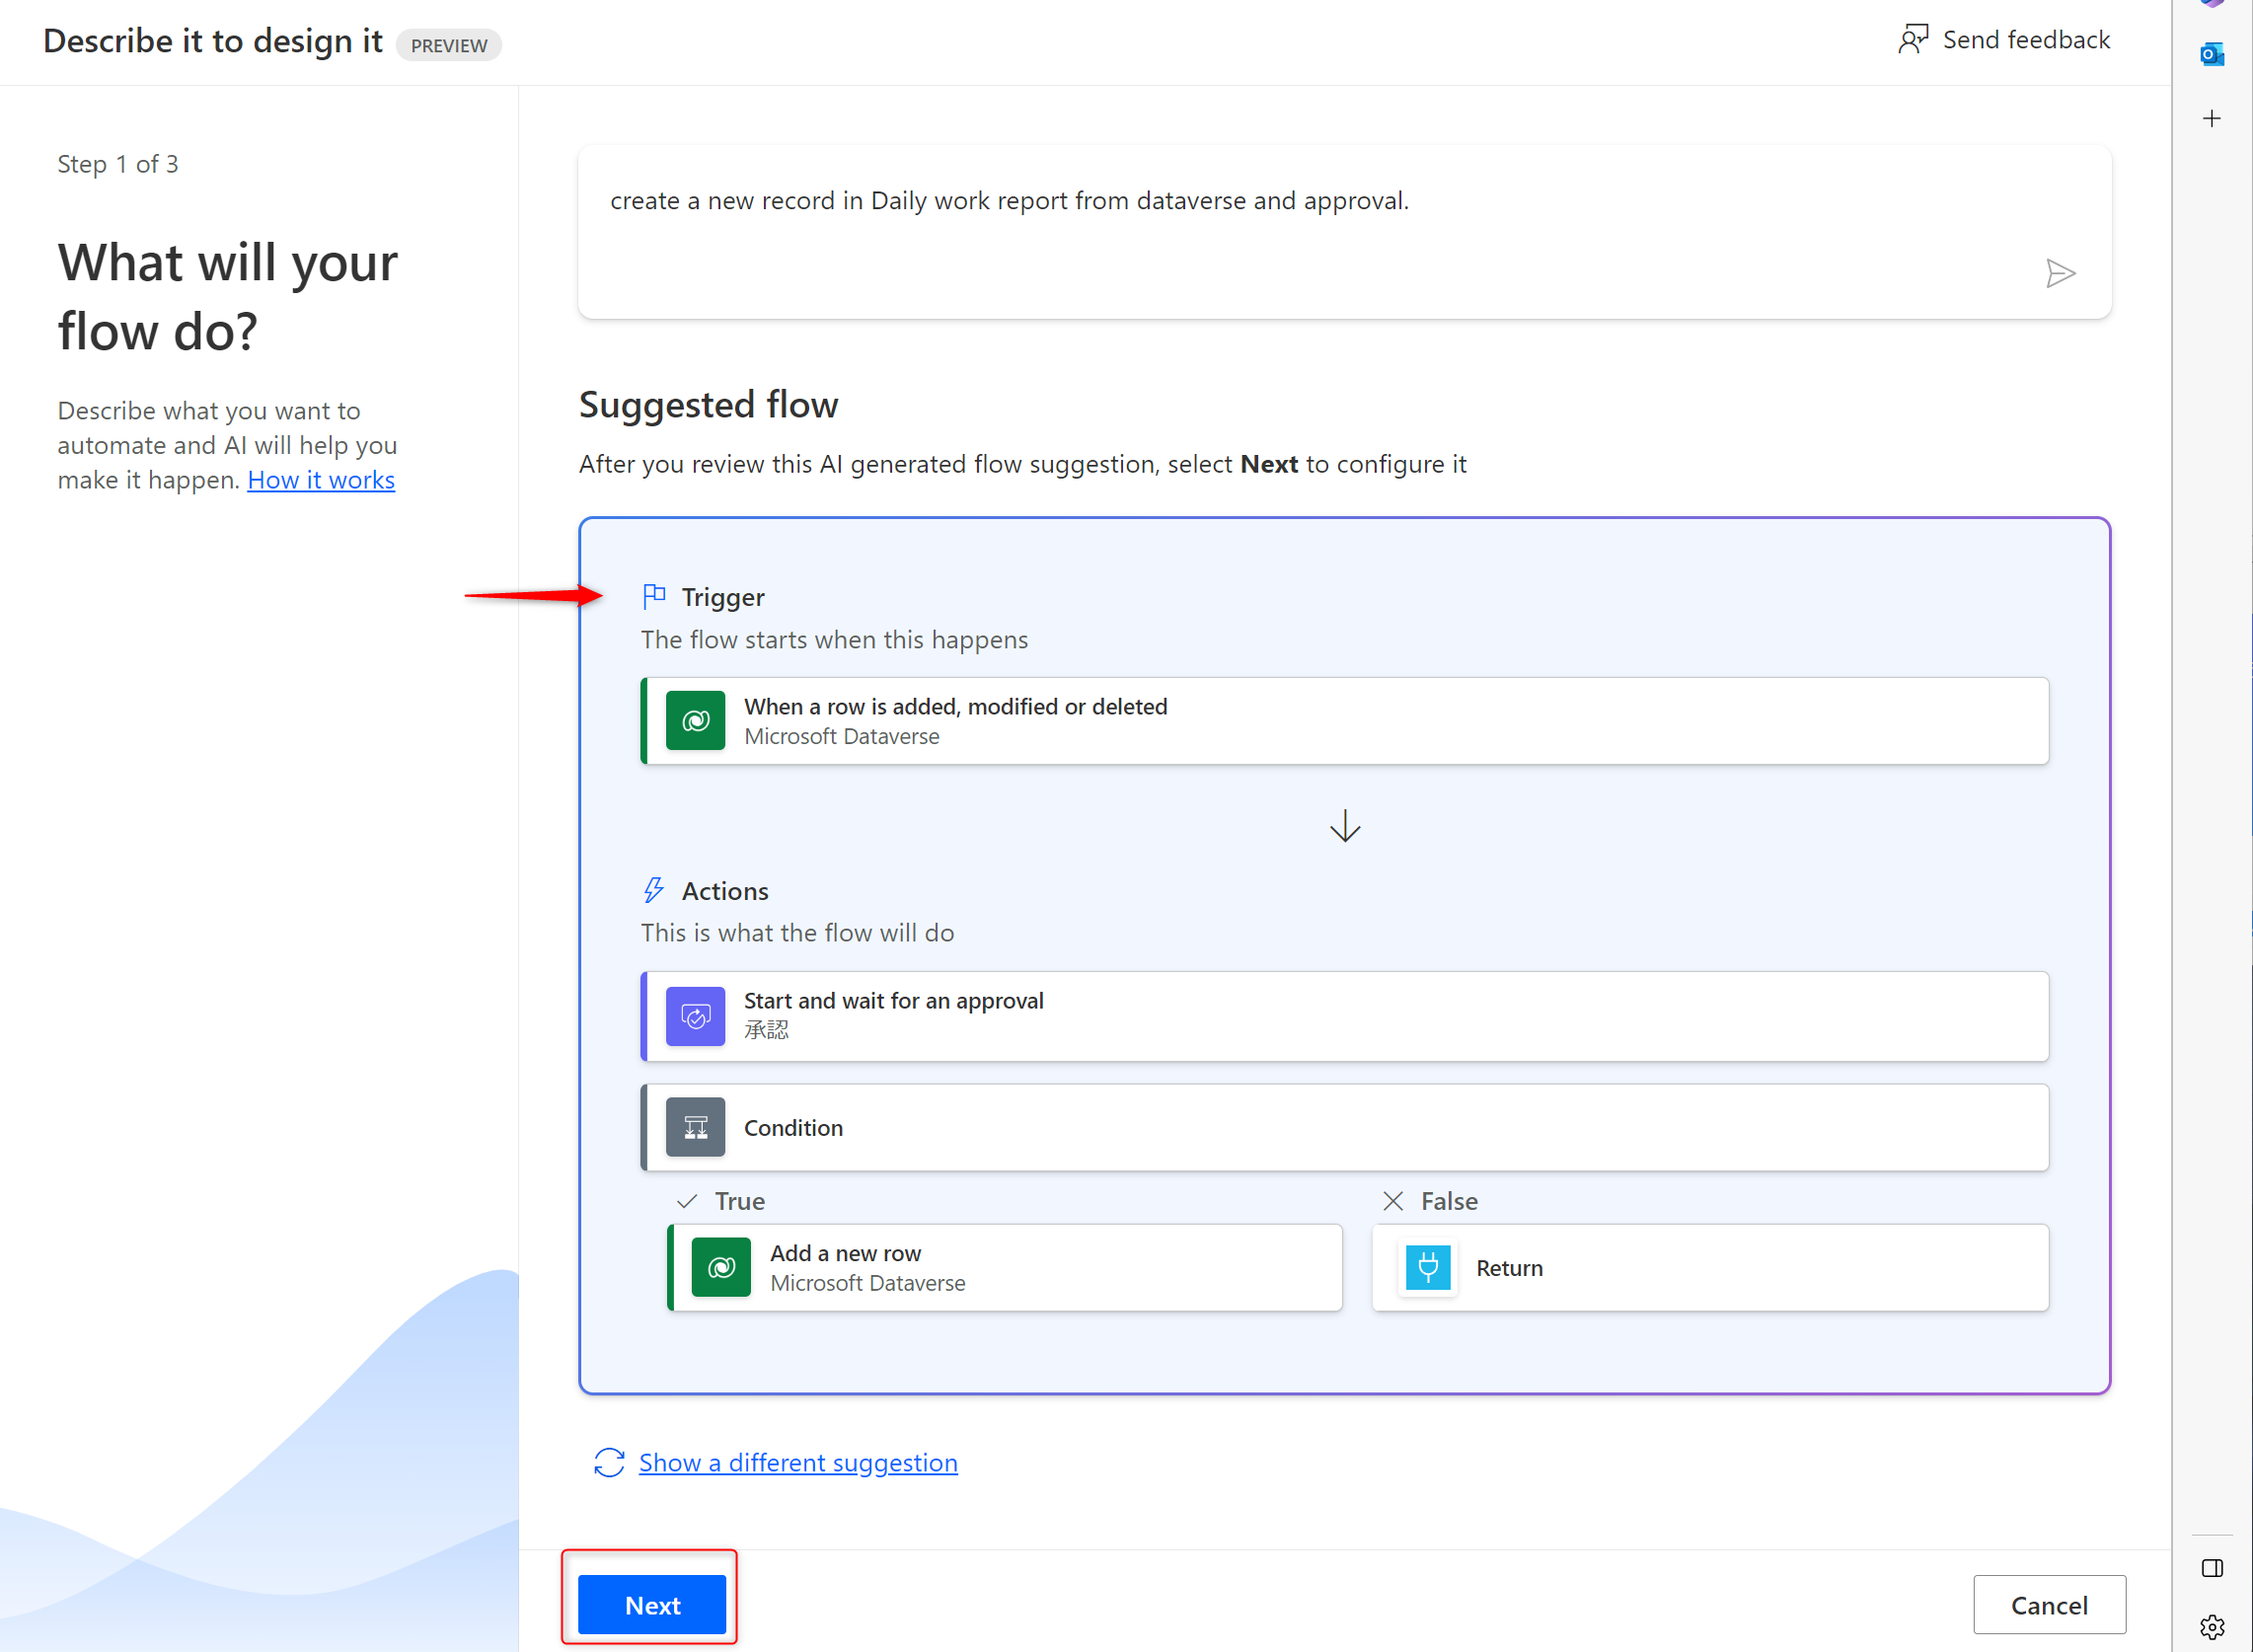 Describe it to design it PREVIEW
Send feedback
Step 1 of 3
What will your
flow do?
Describe what you want to
automate and AI will help you
make it happen. How it works
create a new record in Daily work report from dataverse and approval.
Suggested flow
After you review this AI generated flow suggestion, select Next to configure it
Trigger
The flow starts when this happens
When a row is added, modified or deleted
Microsoft Dataverse
Actions
This is what the flow will do
Start and wait for an approval
承認
Condition
True
False
Add a new row
Microsoft Dataverse
Return
Show a different suggestion
Next
Cancel